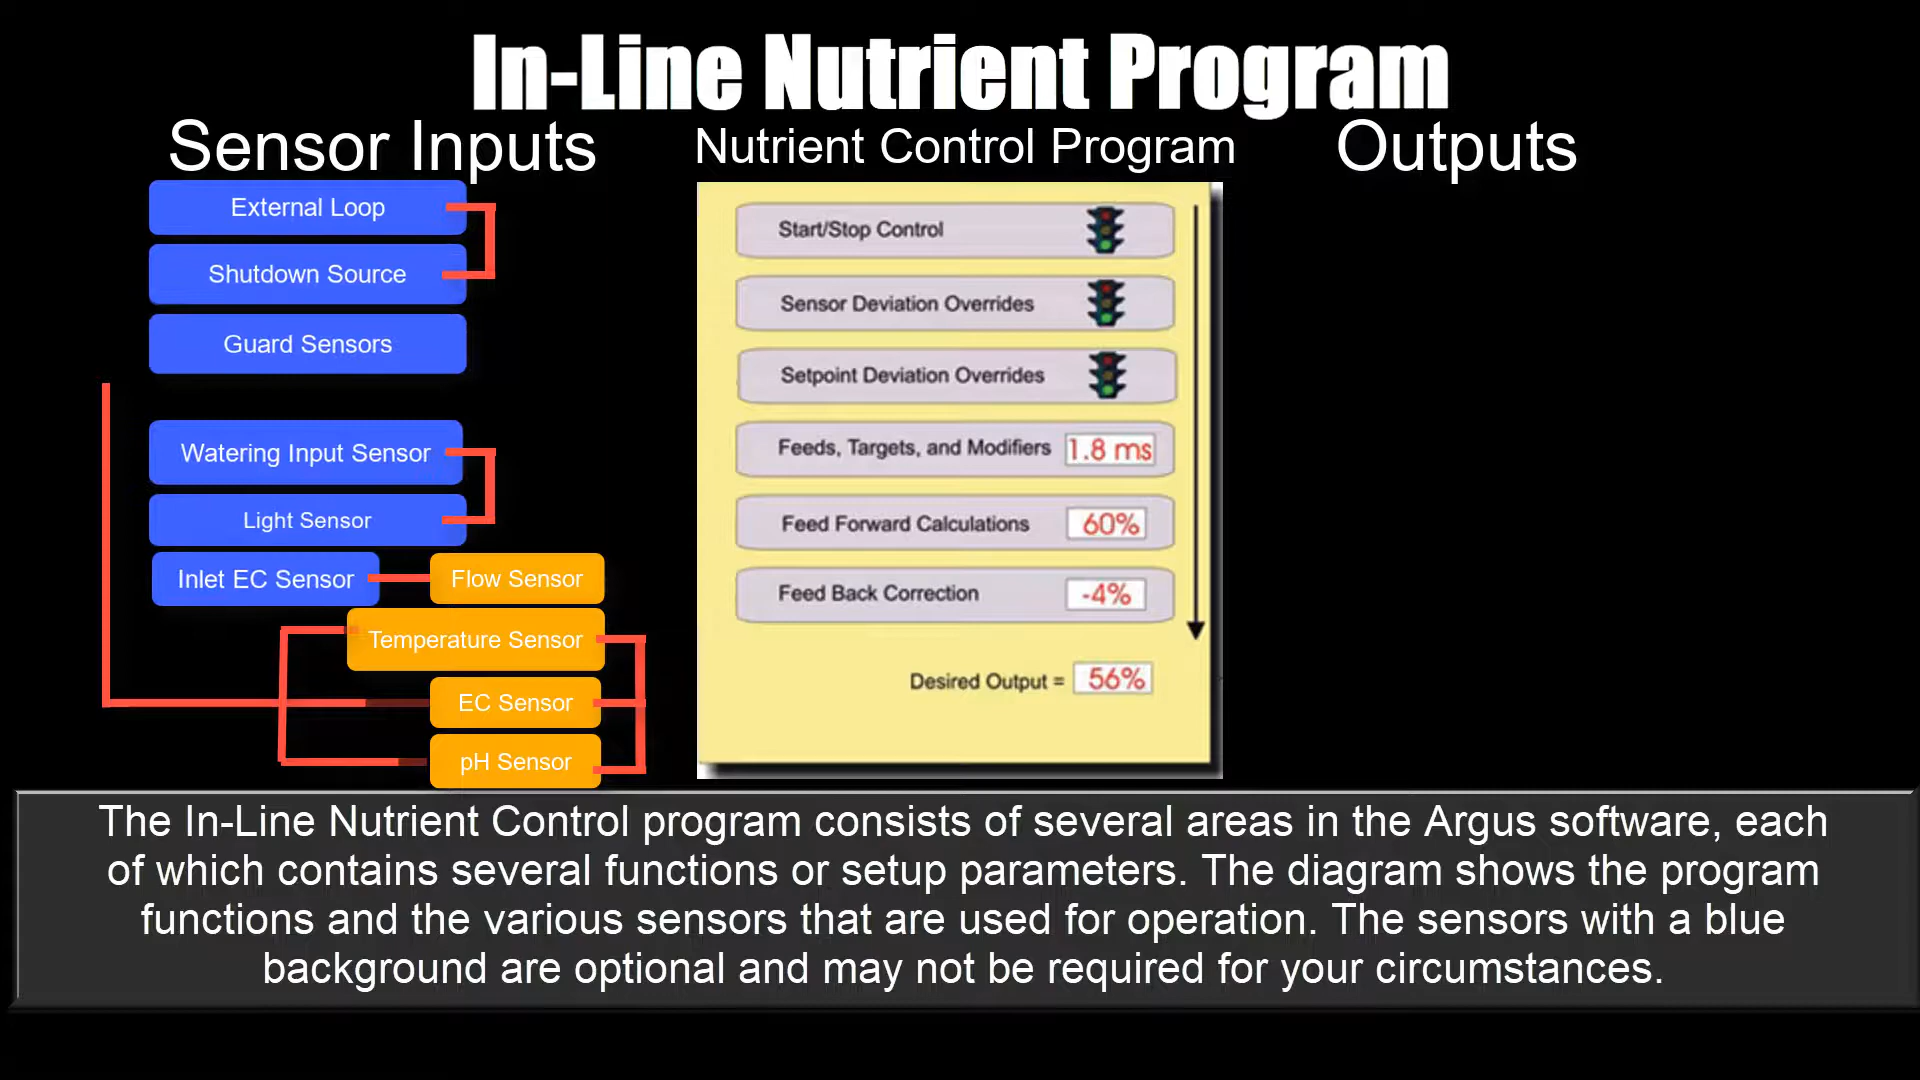 In-Line Nutrient Program
Sensor Inputs
Nutrient Control Program
Outputs
External Loop
Shutdown Source
Guard Sensors
Watering Input Sensor
Light Sensor
Inlet EC Sensor
Flow Sensor
Temperature Sensor
EC Sensor
pH Sensor
Start/Stop Control
Sensor Deviation Overrides
Setpoint Deviation Overrides
Feeds, Targets, and Modifiers 1.8 ms
Feed Forward Calculations 60%
Feed Back Correction -4%
Desired Output = 56%
The In-Line Nutrient Control program consists of several areas in the Argus software, each
of which contains several functions or setup parameters. The diagram shows the program
functions and the various sensors that are used for operation. The sensors with a blue
background are optional and may not be required for your circumstances.